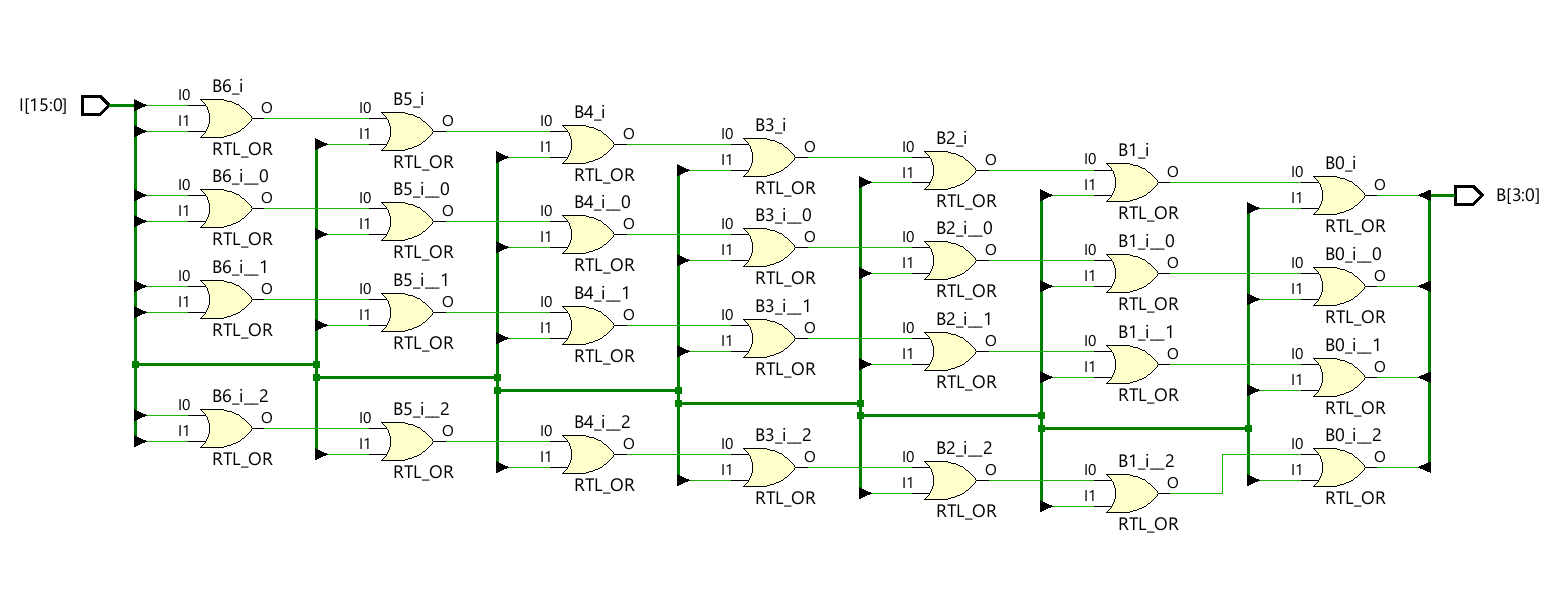 I[15:0]
B[3:0]
B6_i
I0
I1
O
RTL_OR
B5_i
I0
I1
O
RTL_OR
B4_i
I0
I1
O
RTL_OR
B3_i
I0
I1
O
RTL_OR
B2_i
I0
I1
O
RTL_OR
B1_i
I0
I1
O
RTL_OR
B0_i
I0
I1
O
RTL_OR
B6_i__0
I0
I1
O
RTL_OR
B5_i__0
I0
I1
O
RTL_OR
B4_i__0
I0
I1
O
RTL_OR
B3_i__0
I0
I1
O
RTL_OR
B2_i__0
I0
I1
O
RTL_OR
B1_i__0
I0
I1
O
RTL_OR
B0_i__0
I0
I1
O
RTL_OR
B6_i__1
I0
I1
O
RTL_OR
B5_i__1
I0
I1
O
RTL_OR
B4_i__1
I0
I1
O
RTL_OR
B3_i__1
I0
I1
O
RTL_OR
B2_i__1
I0
I1
O
RTL_OR
B1_i__1
I0
I1
O
RTL_OR
B0_i__1
I0
I1
O
RTL_OR
B6_i__2
I0
I1
O
RTL_OR
B5_i__2
I0
I1
O
RTL_OR
B4_i__2
I0
I1
O
RTL_OR
B3_i__2
I0
I1
O
RTL_OR
B2_i__2
I0
I1
O
RTL_OR
B1_i__2
I0
I1
O
RTL_OR
B0_i__2
I0
I1
O
RTL_OR